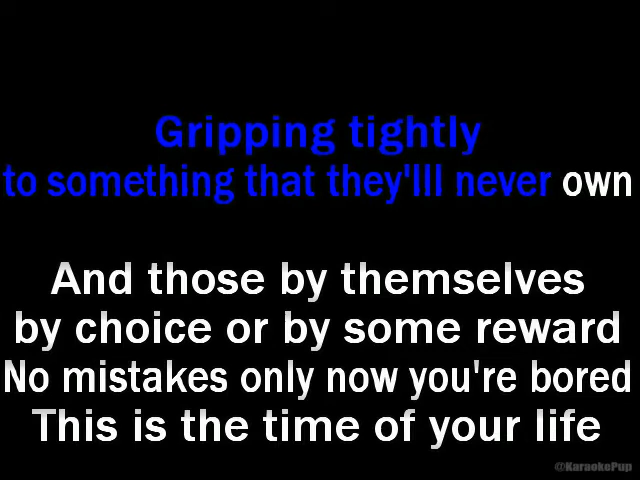 Gripping tightly
to something that they'lll never own
And those by themselves
by choice or by some reward
No mistakes only now you're bored
This is the time of your life
@KaraokePup